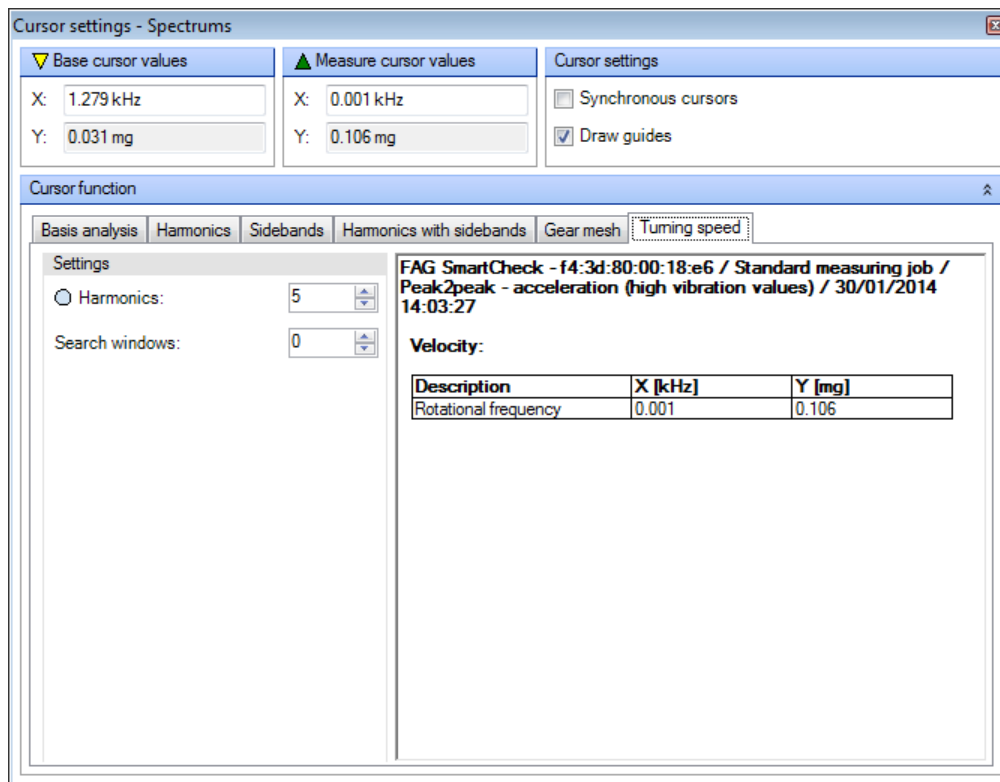 Cursor settings - Spectrums
Base cursor values
X: 1.279 kHz
Y: 0.031 mg
Measure cursor values
X: 0.001 kHz
Y: 0.106 mg
Cursor settings
Synchronous cursors
Draw guides
Cursor function
Basis analysis Harmonics Sidebands Harmonics with sidebands Gear mesh Turning speed
Settings
Harmonics: 5
Search windows: 0
FAG SmartCheck - f4:3d:80:00:18:e6 / Standard measuring job /
Peak2peak - acceleration (high vibration values) / 30/01/2014
14:03:27
Velocity:
Description X [kHz] Y [mg]
Rotational frequency 0.001 0.106